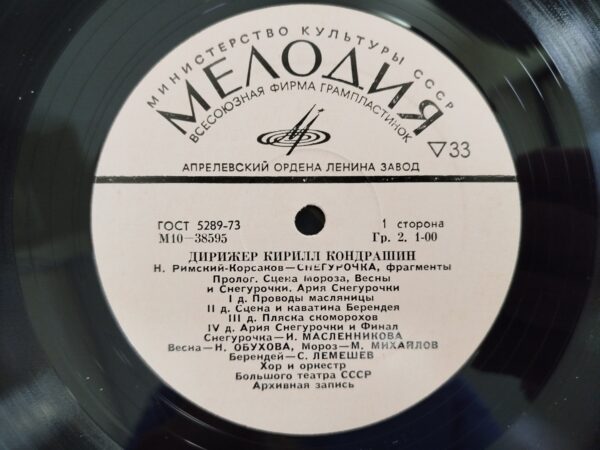 МИНИСТЕРСТВО КУЛЬТУРЫ СССР
МЕЛОДИЯ
ВСЕСОЮЗНАЯ ФИРМА ГРАМПЛАСТИНОК
▽33
АПРЕЛЕВСКИЙ ОРДЕНА ЛЕНИНА ЗАВОД
ГОСТ 5289-73
1 сторона
М10—38595
Гр. 2. 1-00
ДИРИЖЕР КИРИЛЛ КОНДРАШИН
Н. Римский-Корсаков—СНЕГУРОЧКА, фрагменты
Пролог. Сцена Мороза, Весны
и Снегурочки. Ария Снегурочки
I д. Проводы масляницы
II д. Сцена и каватина Берендея
III д. Пляска скоморохов
IV д. Ария Снегурочки и Финал
Снегурочка—И. МАСЛЕННИКОВА
Весна—Н. ОБУХОВА, Мороз—М. МИХАЙЛОВ
Берендей—С. ЛЕМЕШЕВ
Хор и оркестр
Большого театра СССР
Архивная запись